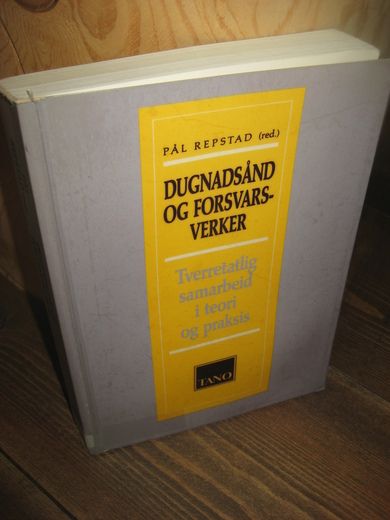 PÅL REPSTAD (red.)
DUGNADSÅND
OG FORSVARS-
VERKER
Tverretatlig
samarbeid
i teori
og praksis
TANO